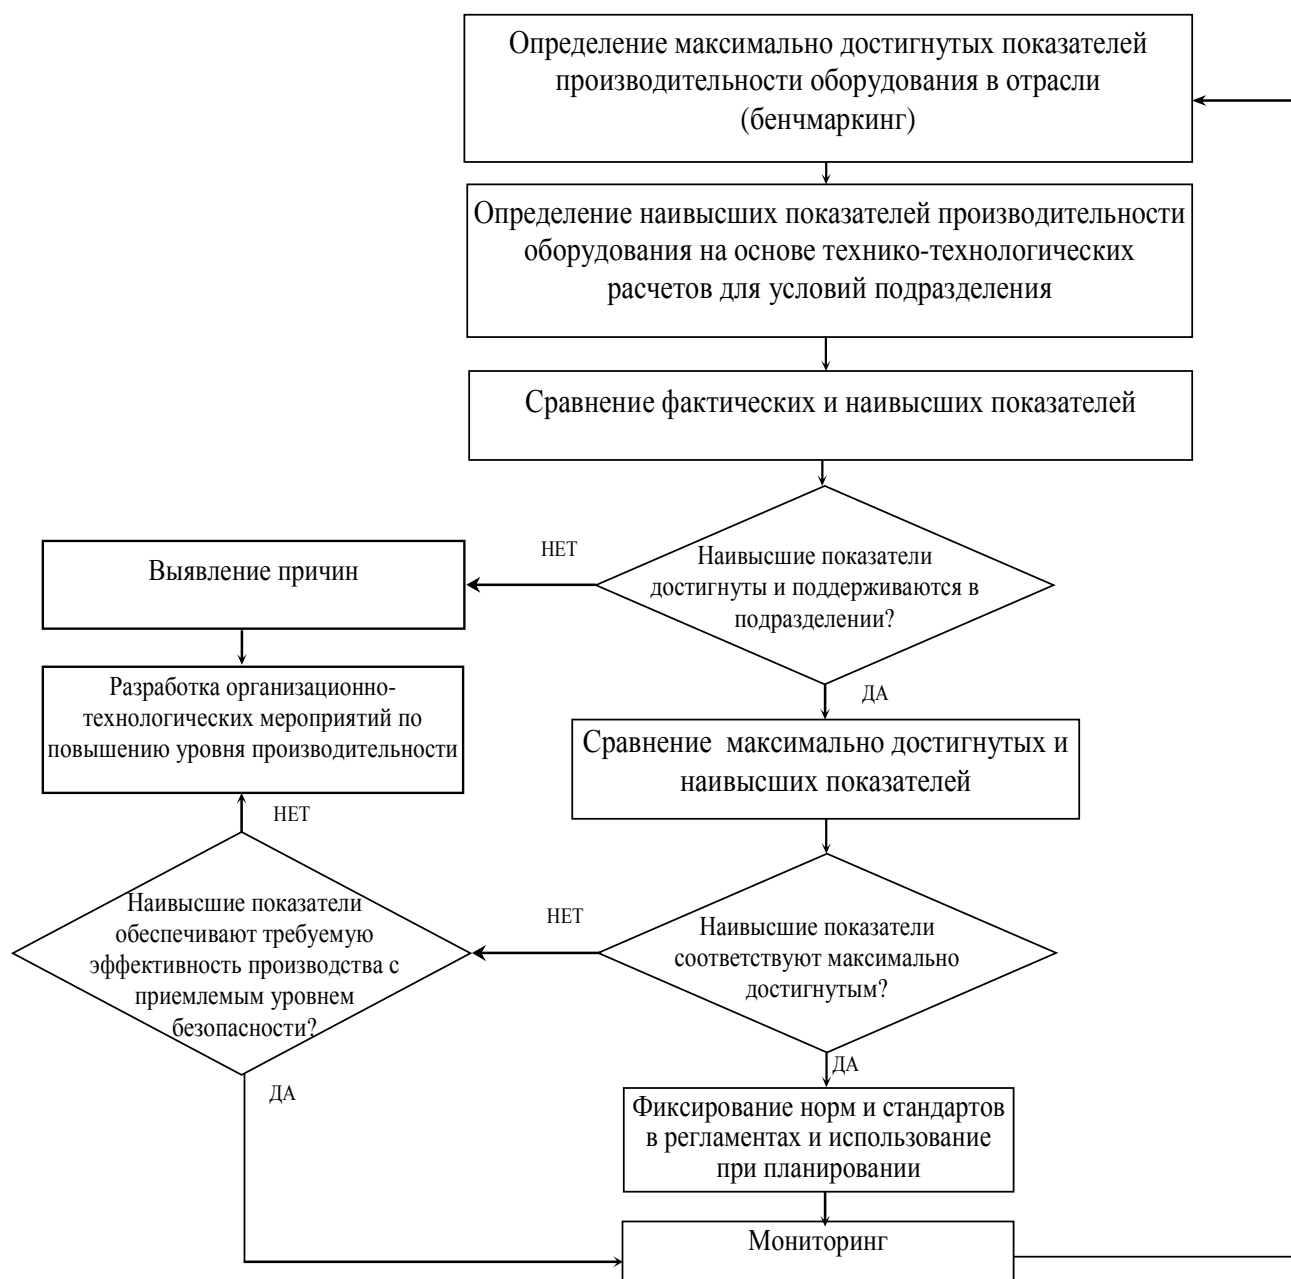 Определение максимально достигнутых показателей
производительности оборудования в отрасли
(бенчмаркинг)
Определение наивысших показателей производительности
оборудования на основе технико-технологических
расчетов для условий подразделения
Сравнение фактических и наивысших показателей
НЕТ
Наивысшие показатели
достигнуты и поддерживаются в
подразделении?
Выявление причин
ДА
Разработка организационно-
технологических мероприятий по
повышению уровня производительности
Сравнение максимально достигнутых и
наивысших показателей
НЕТ
Наивысшие показатели
обеспечивают требуемую
эффективность производства с
приемлемым уровнем
безопасности?
НЕТ
Наивысшие показатели
соответствуют максимально
достигнутым?
ДА
ДА
Фиксирование норм и стандартов
в регламентах и использование
при планировании
Мониторинг